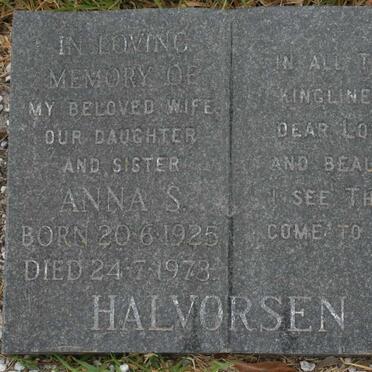 IN LOVING
MEMORY OF
MY BELOVED WIFE
OUR DAUGHTER
AND SISTER
ANNA S.
BORN 20·6·1925
DIED 24·7·1973
IN ALL T
KINGLINE
DEAR LO
AND BEAU
I SEE TH
COME TO
HALVORSEN